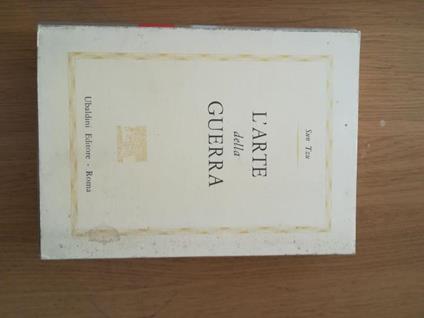 Sun Tzu
L'ARTE
della
GUERRA
Ubaldini Editore - Roma